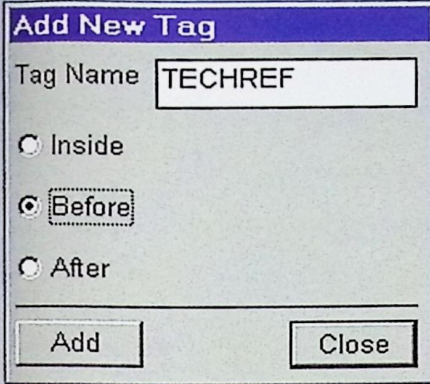 Add New Tag
Tag Name TECHREF
Inside
Before
After
Add Close